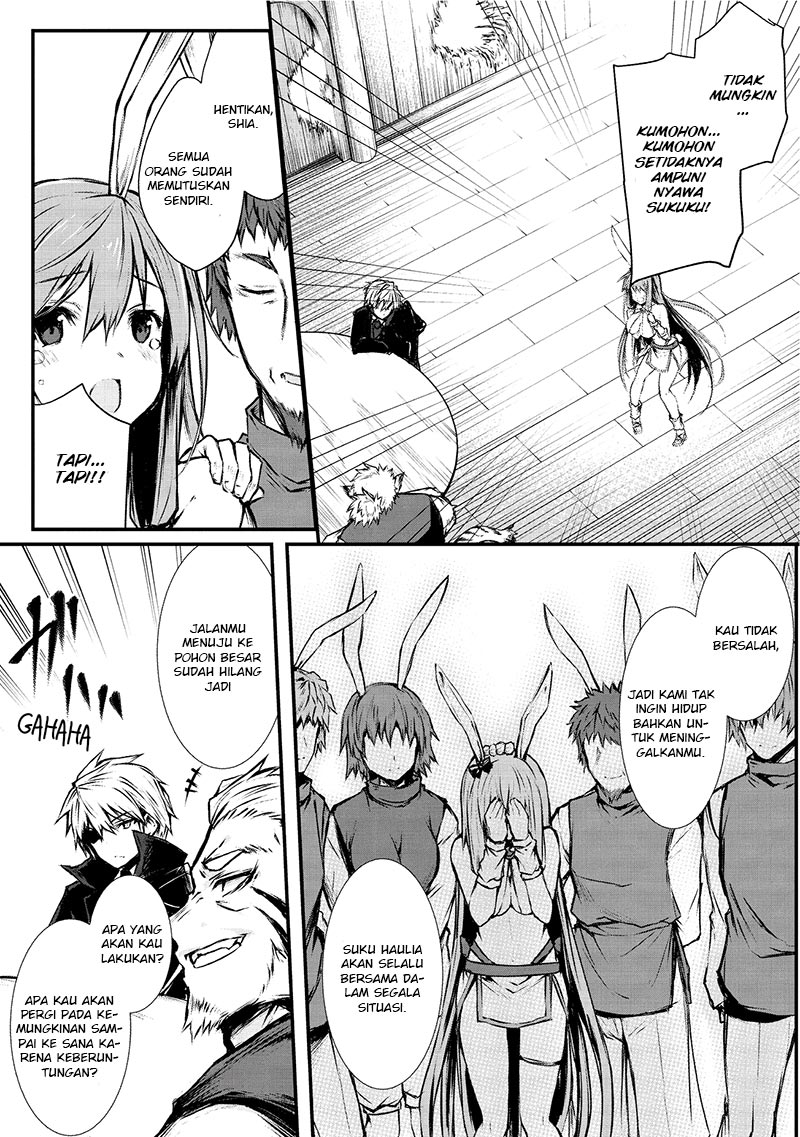 TIDAK
MUNGKIN
...
KUMOHON...
KUMOHON
SETIDAKNYA
AMPUNI
NYAWA
SUKUKU!
HENTIKAN,
SHIA.
SEMUA
ORANG SUDAH
MEMUTUSKAN
SENDIRI.
TAPI...
TAPI!!
KAU TIDAK
BERSALAH,
JADI KAMI TAK
INGIN HIDUP
BAHKAN UN-
TUK MENING-
GALKANMU.
SUKU HAULIA
AKAN SELALU
BERSAMA DA-
LAM SEGALA
SITUASI.
JALANMU
MENUJU KE
POHON BESAR
SUDAH HILANG
JADI
ガハハ
GAHAHA
APA YANG
AKAN KAU
LAKUKAN?
APA KAU AKAN
PERGI PADA KE-
MUNGKINAN SAM-
PAI KE SANA KA-
RENA KEBERUN-
TUNGAN?